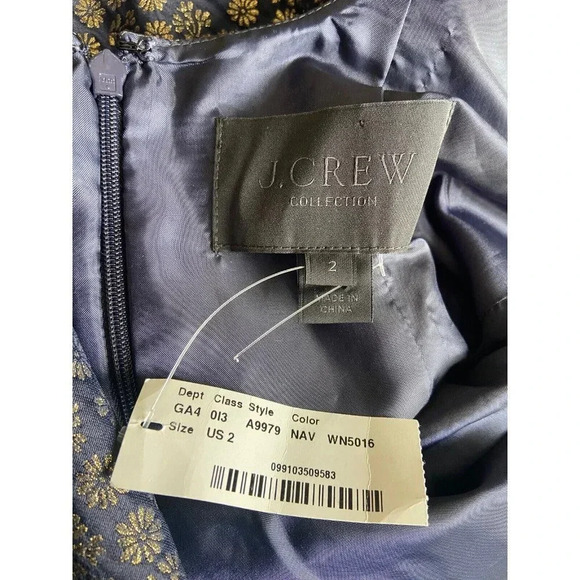 J.CREW
COLLECTION
2
MADE IN
CHINA
Dept Class Style Color
GA4 0I3 A9979 NAV WN5016
Size US 2
099103509583